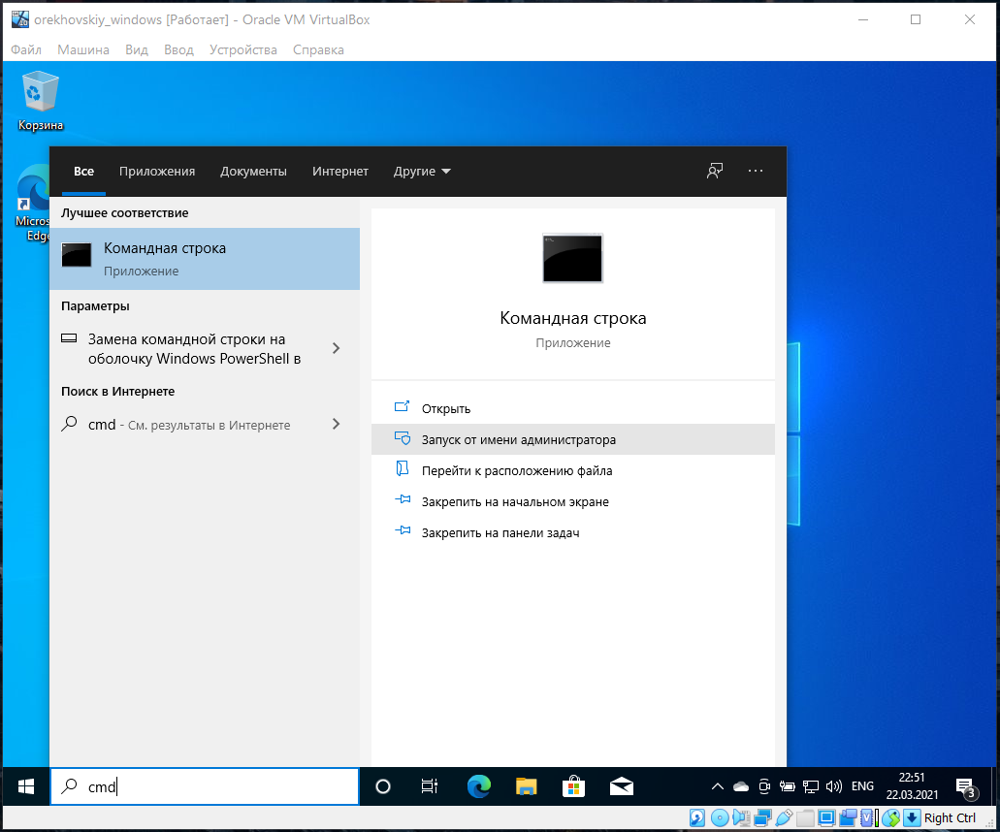 orekhovskiy_windows [Работает] - Oracle VM VirtualBox
Файл Машина Вид Ввод Устройства Справка
Корзина
Micros
Edge
Все Приложения Документы Интернет Другие
Лучшее соответствие
Командная строка
Приложение
Параметры
Замена командной строки на
оболочку Windows PowerShell в
Поиск в Интернете
cmd - См. результаты в Интернете
Командная строка
Приложение
Открыть
Запуск от имени администратора
Перейти к расположению файла
Закрепить на начальном экране
Закрепить на панели задач
cmd
ENG
22:51
22.03.2021
3
Right Ctrl